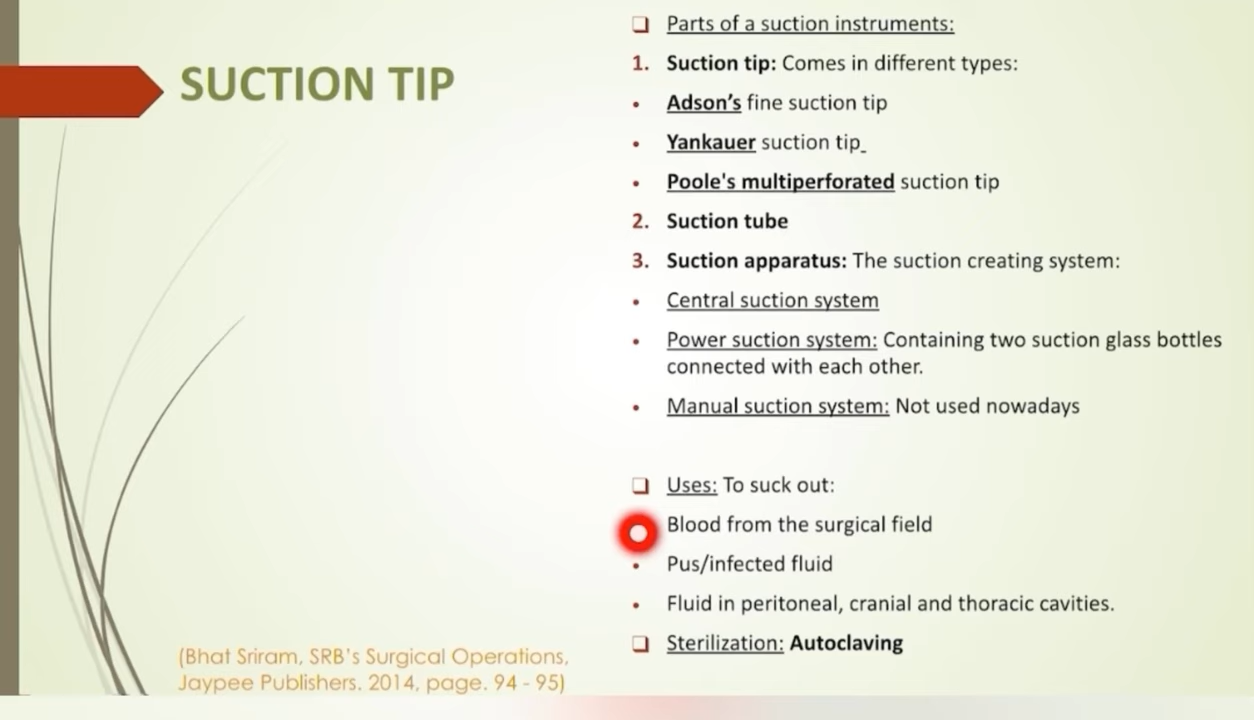 SUCTION TIP
❑ Parts of a suction instruments:
1. Suction tip: Comes in different types:
• Adson's fine suction tip
• Yankauer suction tip
• Poole's multiperforated suction tip
2. Suction tube
3. Suction apparatus: The suction creating system:
• Central suction system
• Power suction system: Containing two suction glass bottles
connected with each other.
• Manual suction system: Not used nowadays
❑ Uses: To suck out:
Blood from the surgical field
• Pus/infected fluid
• Fluid in peritoneal, cranial and thoracic cavities.
❑ Sterilization: Autoclaving
(Bhat Sriram, SRB's Surgical Operations,
Jaypee Publishers. 2014, page. 94 - 95)